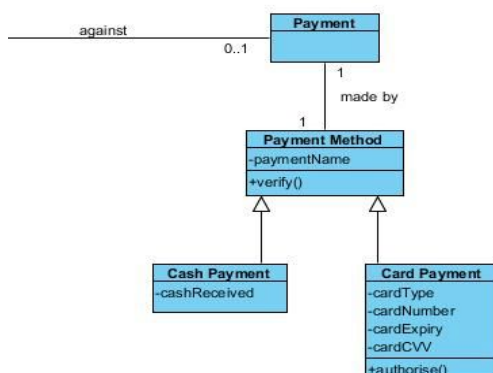 against
Payment
0..1
1
made by
1
Payment Method
-paymentName
+verify()
Cash Payment
-cashReceived
Card Payment
-cardType
-cardNumber
-cardExpiry
-cardCVV
+authorise()